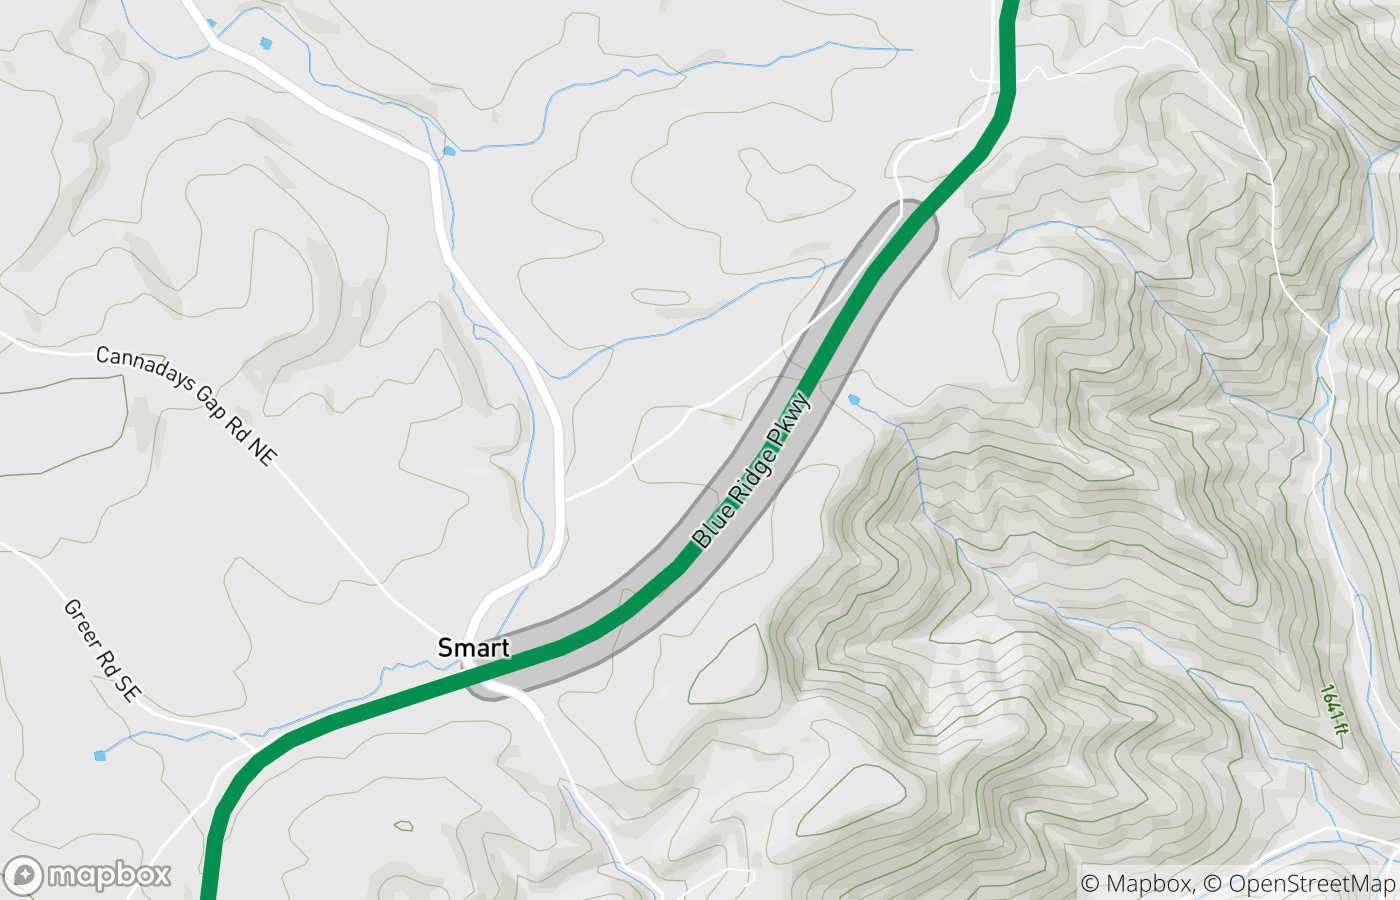 Cannadays Gap Rd NE
Blue Ridge Pkwy
Greer Rd SE
Smart
1641 ft
mapbox
© Mapbox, © OpenStreetMap